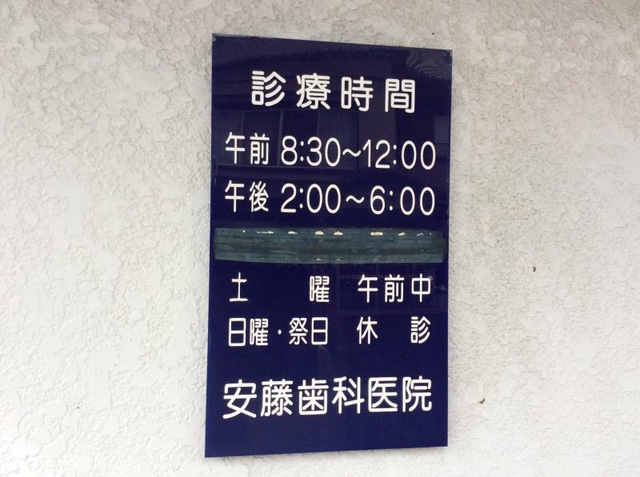 診療時間
午前 8:30～12:00
午後 2:00～6:00
土曜 午前中
日曜・祭日 休診
安藤歯科医院